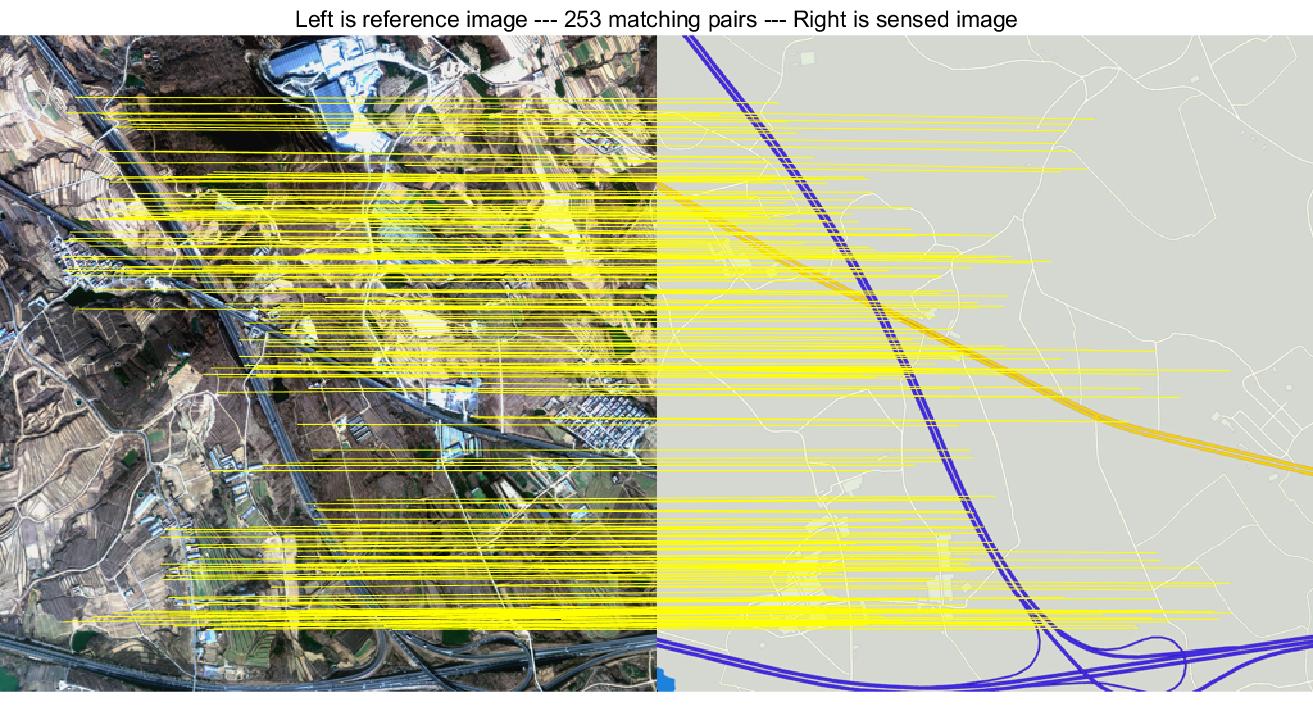 Left is reference image --- 253 matching pairs --- Right is sensed image